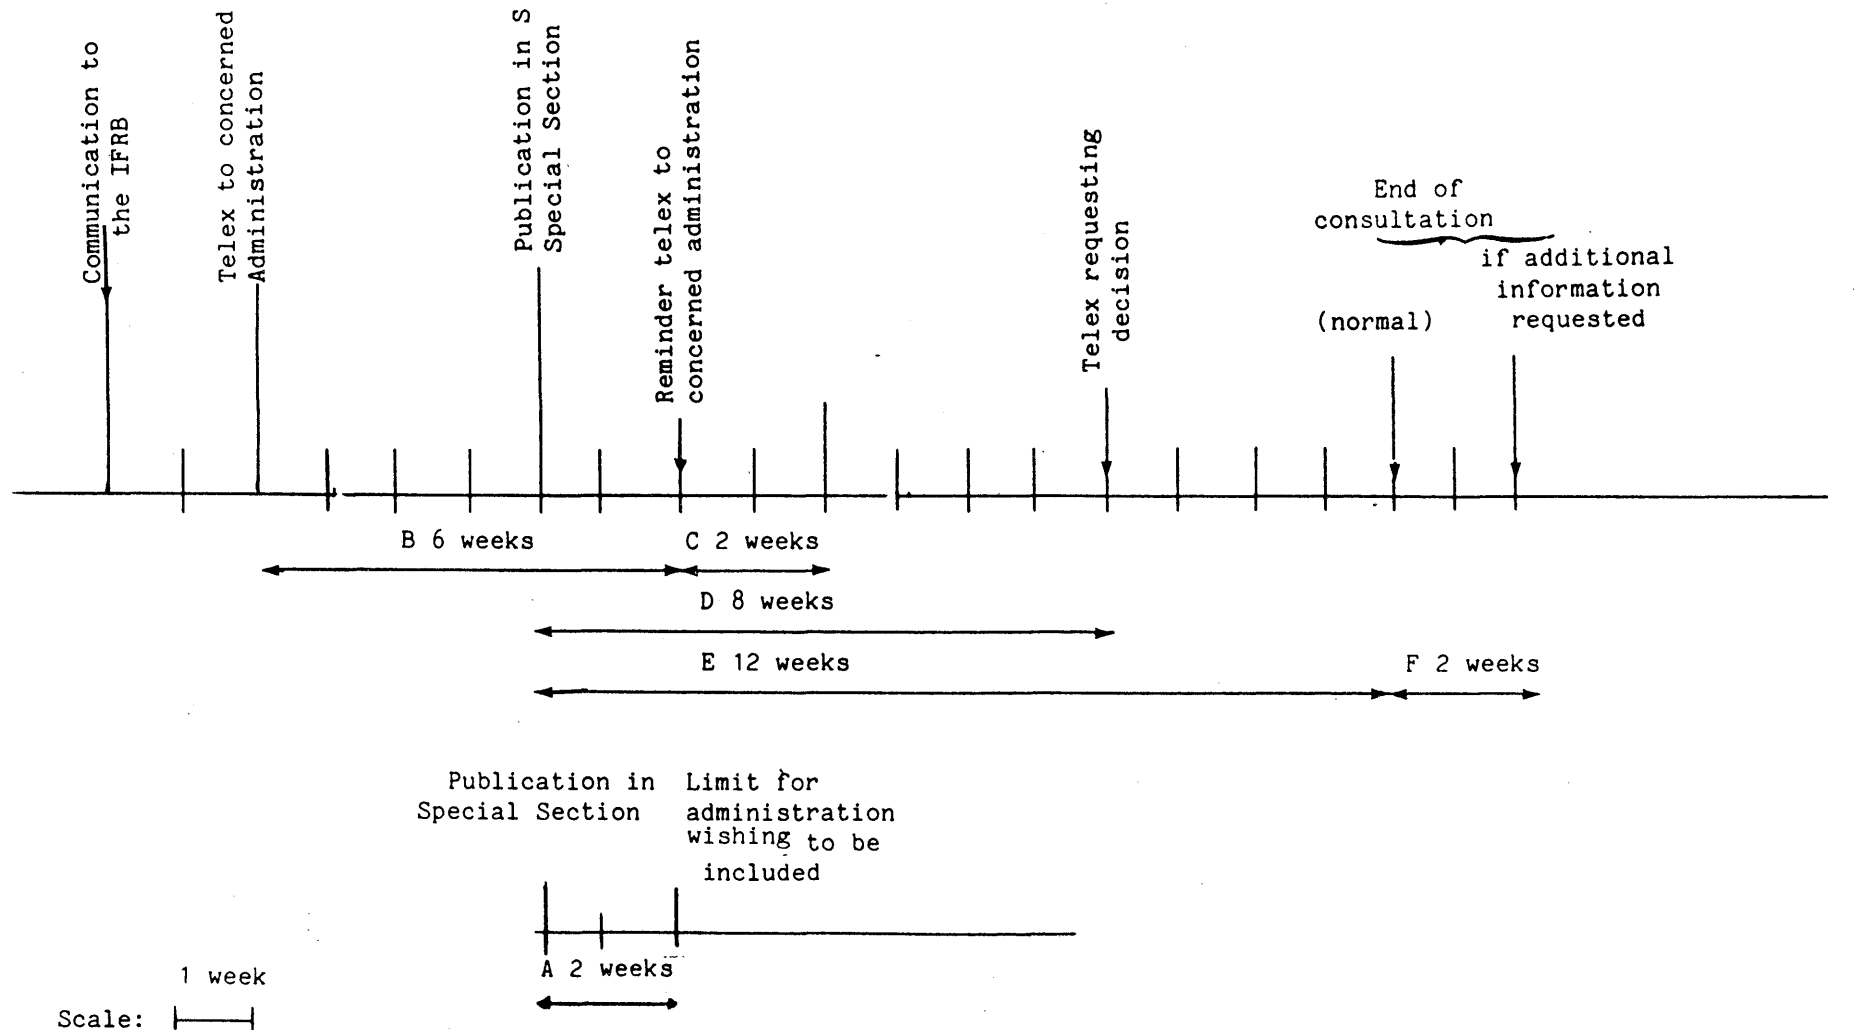 Communication to
the IFRB
Telex to concerned
Administration
Publication in S
Special Section
Reminder telex to
concerned administration
Telex requesting
decision
End of
consultation
(normal)
if additional
information
requested
B 6 weeks
C 2 weeks
D 8 weeks
E 12 weeks
F 2 weeks
Publication in
Special Section
Limit for
administration
wishing to be
included
A 2 weeks
1 week
Scale: